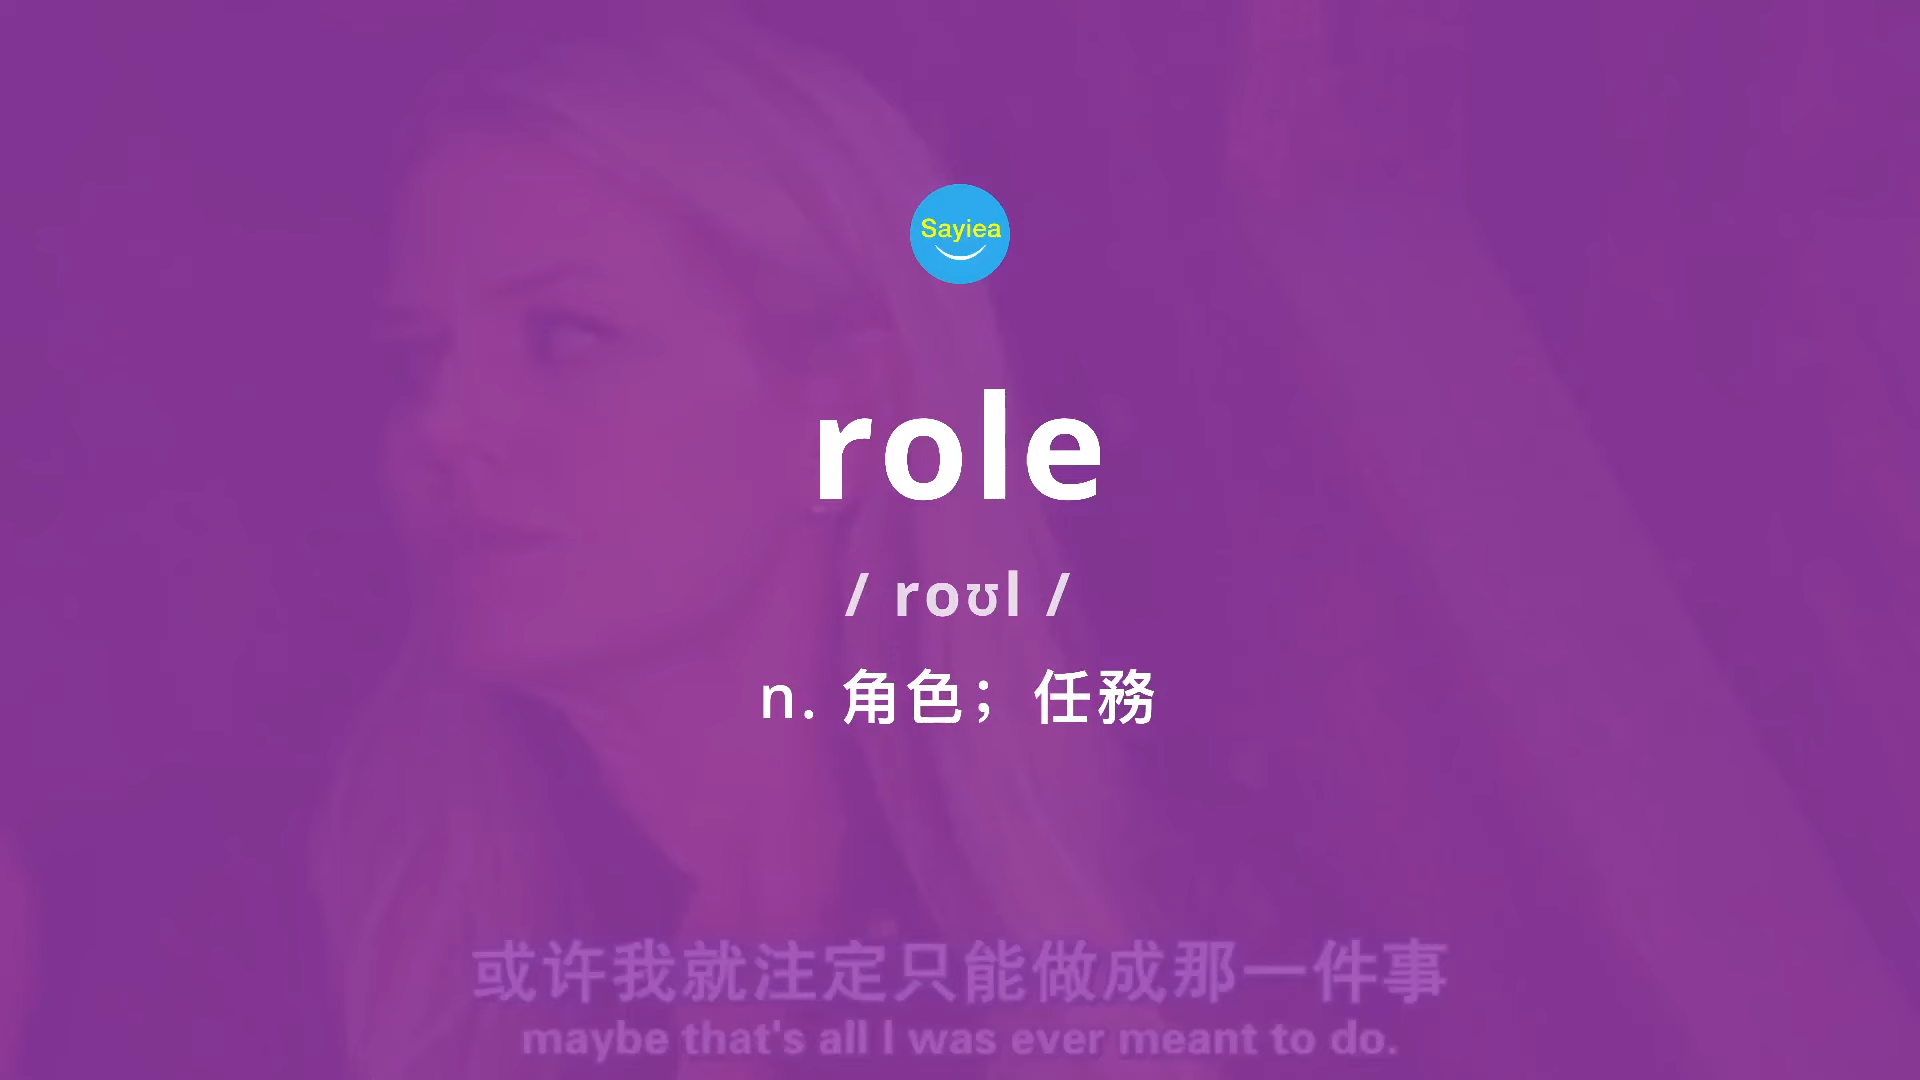 Sayiea
role
/ roʊl /
n. 角色；任務
或许我就注定只能做成那一件事
maybe that's all I was ever meant to do.